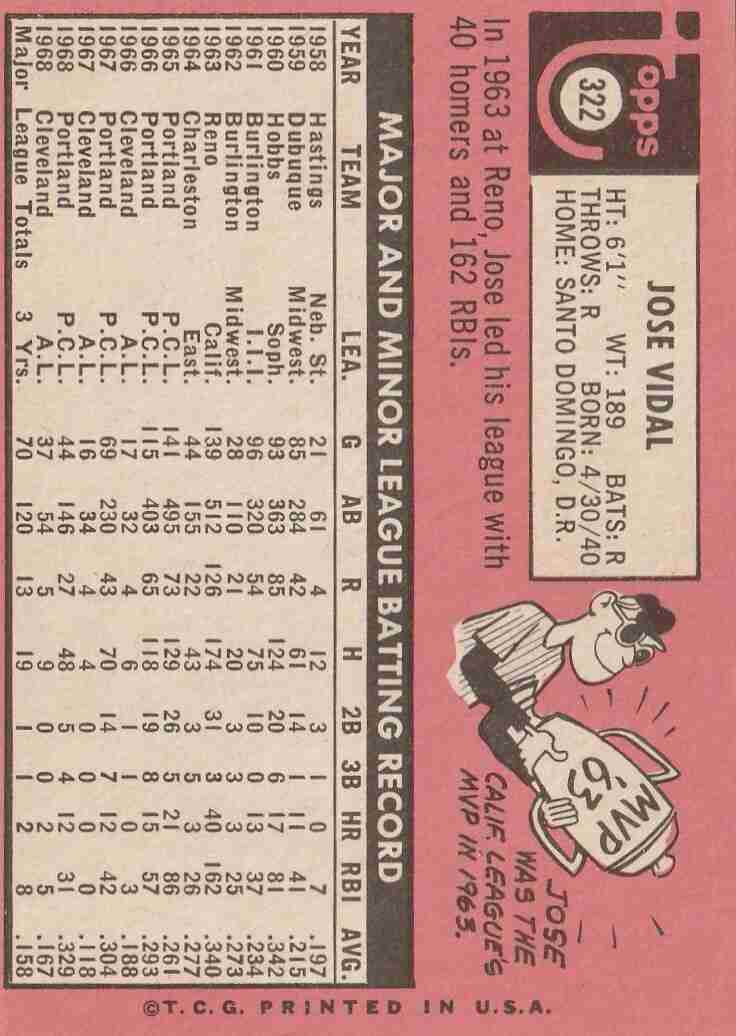 Topps
322
JOSE VIDAL
HT: 6'1" WT: 189 BATS: R
THROWS: R BORN: 4/30/40
HOME: SANTO DOMINGO, D.R.
In 1963 at Reno, Jose led his league with
40 homers and 162 RBIs.
MVP
'63
JOSE
WAS THE
CALIF. LEAGUE'S
MVP IN 1963.
MAJOR AND MINOR LEAGUE BATTING RECORD
YEAR TEAM LEA. G AB R H 2B 3B HR RBI AVG.
1958 Hastings Neb. St. 21 61 4 12 3 1 0 7 .197
1959 Dubuque Midwest. 85 284 42 61 14 1 11 41 .215
1960 Hobbs Soph. 93 363 85 124 20 6 17 81 .342
1961 Burlington I.I.I. 96 320 54 75 10 0 13 37 .234
1962 Burlington Midwest. 28 110 21 20 3 3 3 25 .273
1963 Reno Calif. 139 512 126 174 31 3 40 162 .340
1964 Charleston East. 44 155 22 43 3 5 3 26 .277
1965 Portland P.C.L. 141 495 73 129 26 5 21 86 .261
1966 Portland P.C.L. 115 403 65 118 19 8 15 57 .293
1966 Cleveland A.L. 17 32 4 6 1 1 0 3 .188
1967 Portland P.C.L. 69 230 43 70 14 7 12 42 .304
1967 Cleveland A.L. 16 34 4 4 0 0 0 0 .118
1968 Portland P.C.L. 44 146 27 48 5 4 12 31 .329
1968 Cleveland A.L. 37 54 5 9 0 0 2 5 .167
Major League Totals 3 Yrs. 70 120 13 19 1 1 2 8 .158
©T.C.G. PRINTED IN U.S.A.